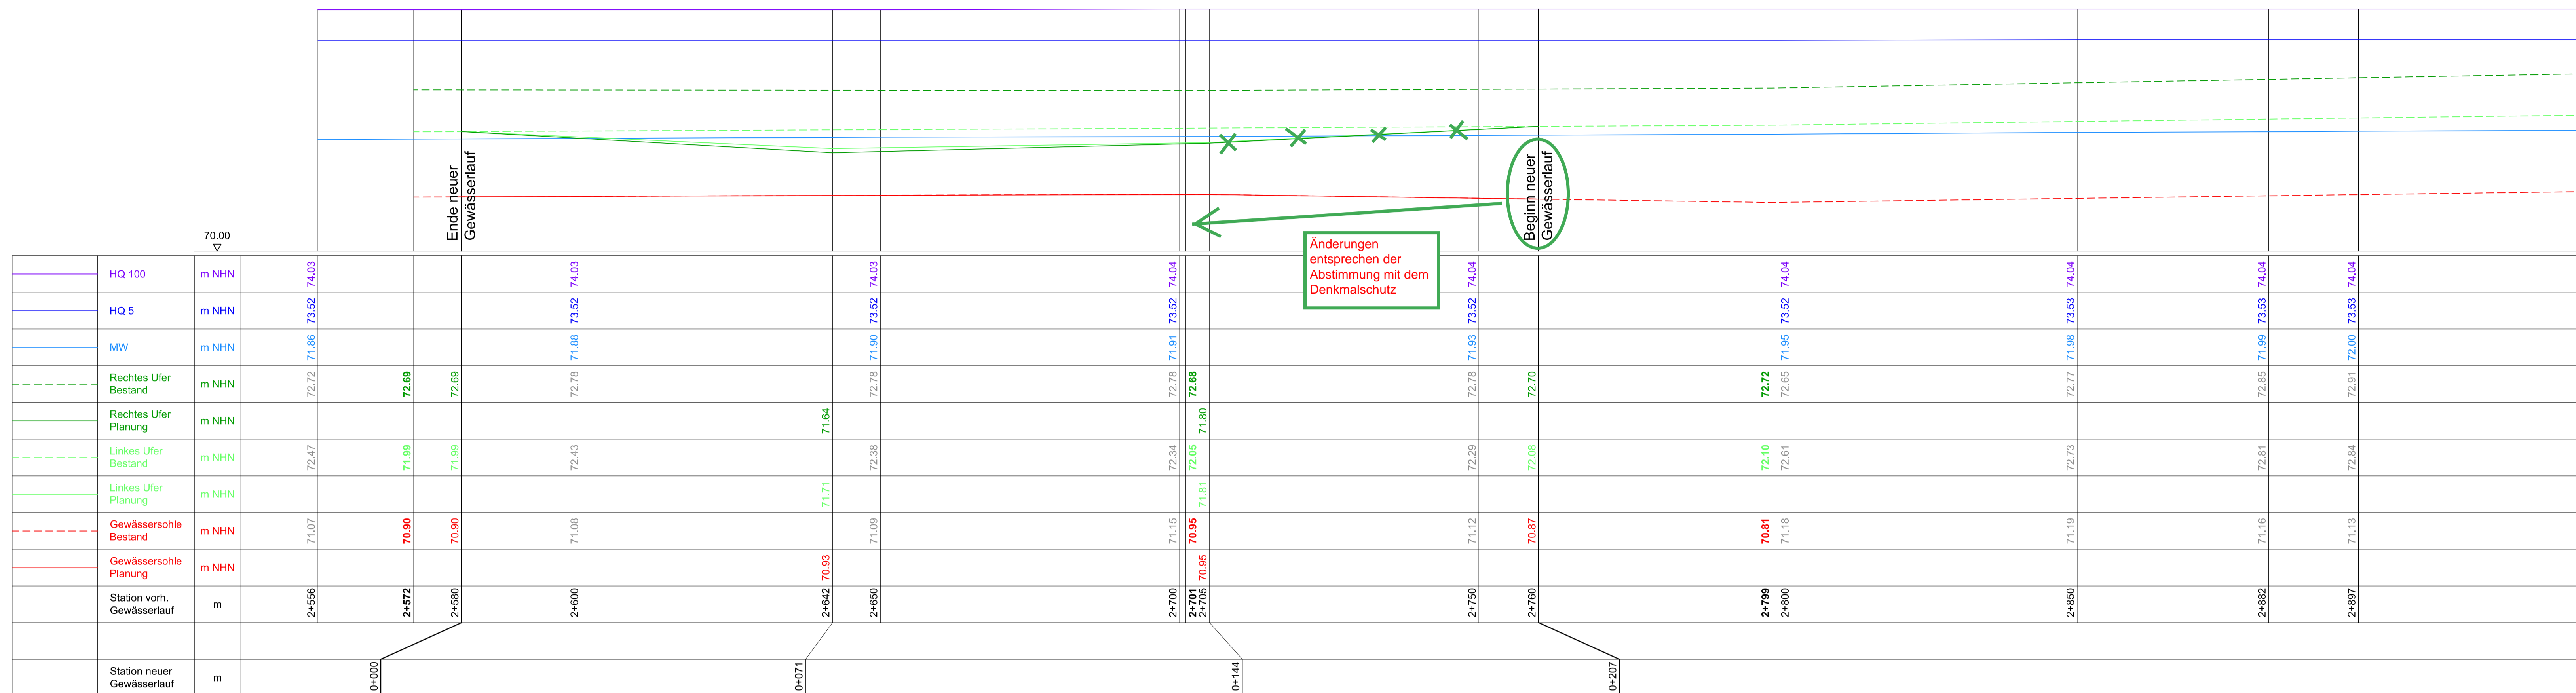 Ende neuer
Gewässerlauf
Beginn neuer
Gewässerlauf
70.00
Änderungen
entsprechen der
Abstimmung mit dem
Denkmalschutz
HQ 100 m NHN 74.03 74.03 74.03 74.04 74.04 74.04 74.04 74.04 74.04
HQ 5 m NHN 73.52 73.52 73.52 73.52 73.52 73.52 73.53 73.53 73.53
MW m NHN 71.86 71.88 71.90 71.91 71.93 71.95 71.98 71.99 72.00
Rechtes Ufer
Bestand m NHN 72.72 72.69 72.69 72.78 72.78 72.78 72.68 72.78 72.70 72.72 72.65 72.77 72.85 72.91
Rechtes Ufer
Planung m NHN 71.64 71.80
Linkes Ufer
Bestand m NHN 72.47 71.99 71.99 72.43 72.38 72.34 72.05 72.29 72.08 72.10 72.61 72.73 72.81 72.84
Linkes Ufer
Planung m NHN 71.71 71.81
Gewässersohle
Bestand m NHN 71.07 70.90 70.90 71.08 71.09 71.15 70.95 71.12 70.87 70.81 71.18 71.19 71.16 71.13
Gewässersohle
Planung m NHN 70.93 70.95
Station vorh.
Gewässerlauf m 2+556 2+572 2+580 2+600 2+642 2+650 2+700 2+701 2+705 2+750 2+760 2+799 2+800 2+850 2+882 2+897
Station neuer
Gewässerlauf m 0+000 0+071 0+144 0+207